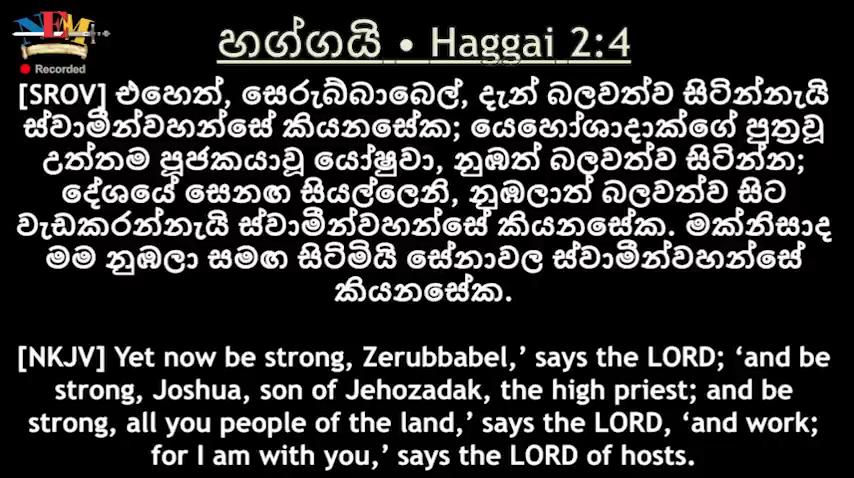 NEM
Recorded
හග්ගයි • Haggai 2:4
[SROV] එහෙත්, සෙරුබ්බාබෙල්, දැන් බලවත්ව සිටින්නැයි
ස්වාමීන්වහන්සේ කියනසේක; යෙහෝශාදාක්ගේ පුත්‍රවූ
උත්තම පූජකයාවූ යෝෂුවා, නුඹත් බලවත්ව සිටින්න;
දේශයේ සෙනඟ සියල්ලෙනි, නුඹලාත් බලවත්ව සිට
වැඩකරන්නැයි ස්වාමීන්වහන්සේ කියනසේක. මක්නිසාද
මම නුඹලා සමඟ සිටිමියි සේනාවල ස්වාමීන්වහන්සේ
කියනසේක.
[NKJV] Yet now be strong, Zerubbabel,’ says the LORD; ‘and be
strong, Joshua, son of Jehozadak, the high priest; and be
strong, all you people of the land,’ says the LORD, ‘and work;
for I am with you,’ says the LORD of hosts.